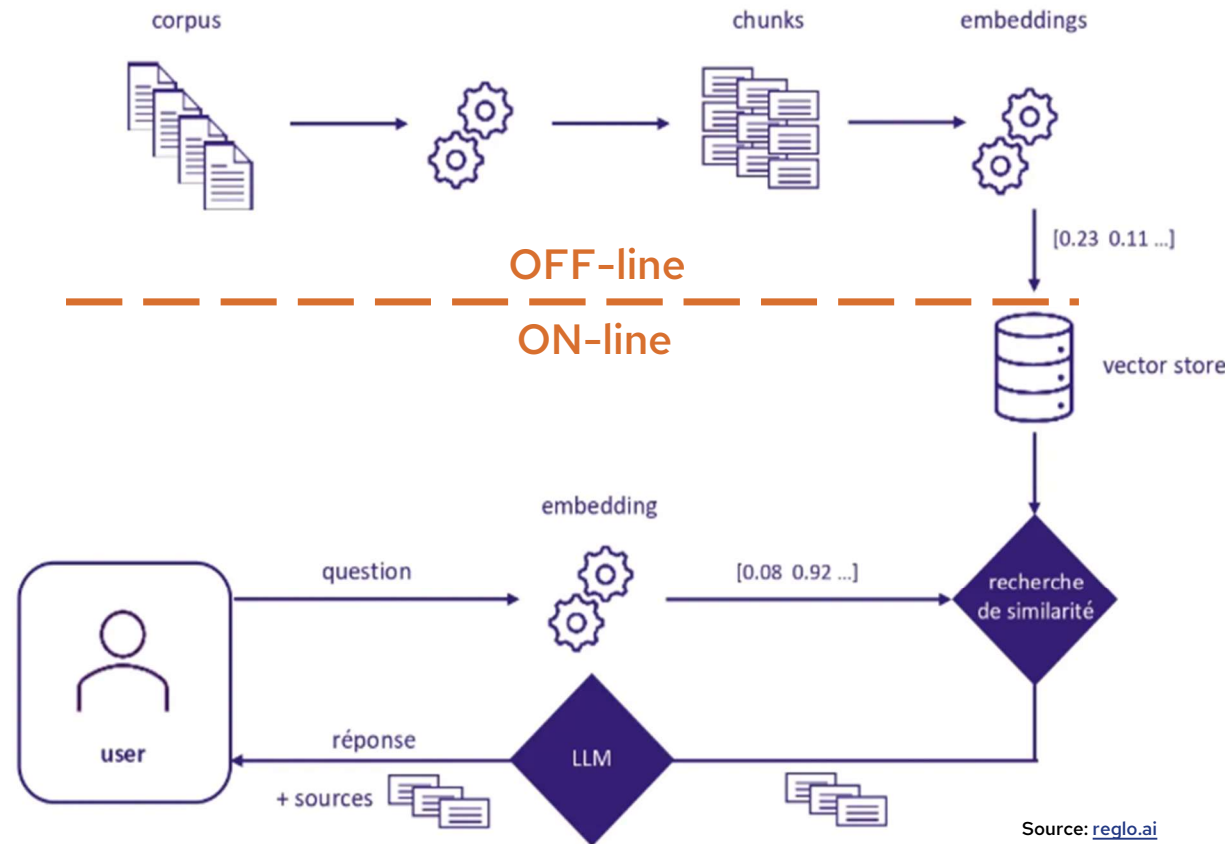 corpus
chunks
embeddings
[0.23 0.11 ...]
OFF-line
ON-line
vector store
embedding
question
[0.08 0.92 ...]
recherche
de similarité
user
réponse
LLM
+ sources
Source: reglo.ai